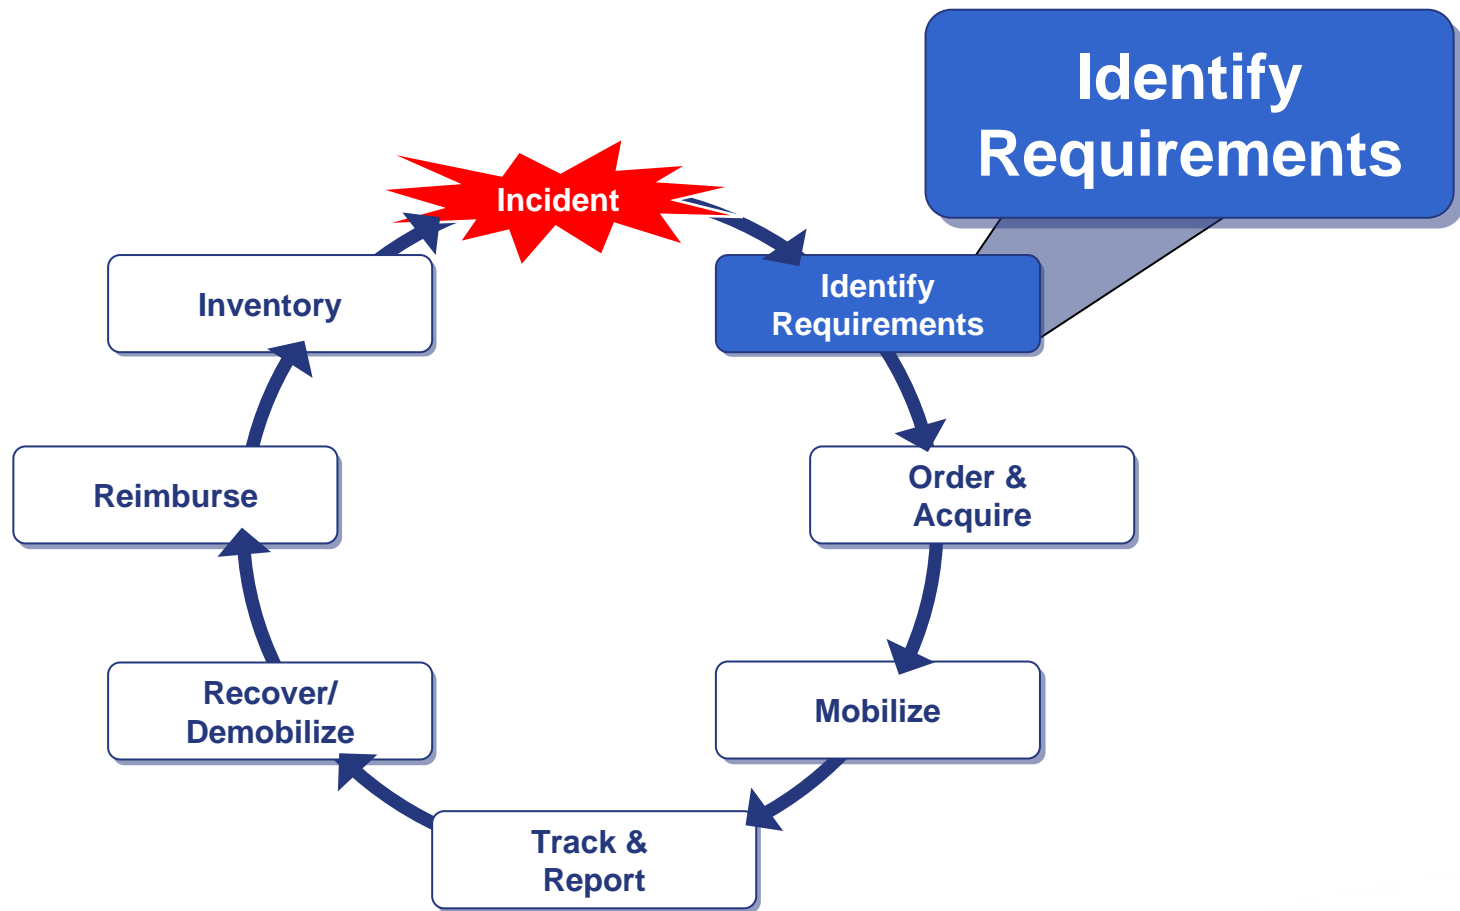 Identify
Requirements
Incident
Identify
Requirements
Inventory
Order &
Acquire
Reimburse
Mobilize
Recover/
Demobilize
Track &
Report